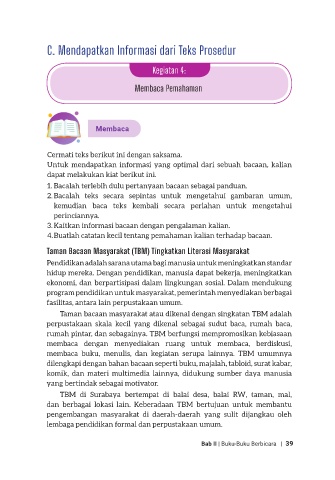 C. Mendapatkan Informasi dari Teks Prosedur
Kegiatan 4:
Membaca Pemahaman
Membaca
Cermati teks berikut ini dengan saksama.
Untuk mendapatkan informasi yang optimal dari sebuah bacaan, kalian
dapat melakukan kiat berikut ini.
1. Bacalah terlebih dulu pertanyaan bacaan sebagai panduan.
2. Bacalah teks secara sepintas untuk mengetahui gambaran umum,
kemudian baca teks kembali secara perlahan untuk mengetahui
perinciannya.
3. Kaitkan informasi bacaan dengan pengalaman kalian.
4. Buatlah catatan kecil tentang pemahaman kalian terhadap bacaan.
Taman Bacaan Masyarakat (TBM) Tingkatkan Literasi Masyarakat
Pendidikan adalah sarana utama bagi manusia untuk meningkatkan standar
hidup mereka. Dengan pendidikan, manusia dapat bekerja, meningkatkan
ekonomi, dan berpartisipasi dalam lingkungan sosial. Dalam mendukung
program pendidikan untuk masyarakat, pemerintah menyediakan berbagai
fasilitas, antara lain perpustakaan umum.
Taman bacaan masyarakat atau dikenal dengan singkatan TBM adalah
perpustakaan skala kecil yang dikenal sebagai sudut baca, rumah baca,
rumah pintar, dan sebagainya. TBM berfungsi mempromosikan kebiasaan
membaca dengan menyediakan ruang untuk membaca, berdiskusi,
membaca buku, menulis, dan kegiatan serupa lainnya. TBM umumnya
dilengkapi dengan bahan bacaan seperti buku, majalah, tabloid, surat kabar,
komik, dan materi multimedia lainnya, didukung sumber daya manusia
yang bertindak sebagai motivator.
TBM di Surabaya bertempat di balai desa, balai RW, taman, mal,
dan berbagai lokasi lain. Keberadaan TBM bertujuan untuk membantu
pengembangan masyarakat di daerah-daerah yang sulit dijangkau oleh
lembaga pendidikan formal dan perpustakaan umum.
Bab II | Buku-Buku Berbicara | 39